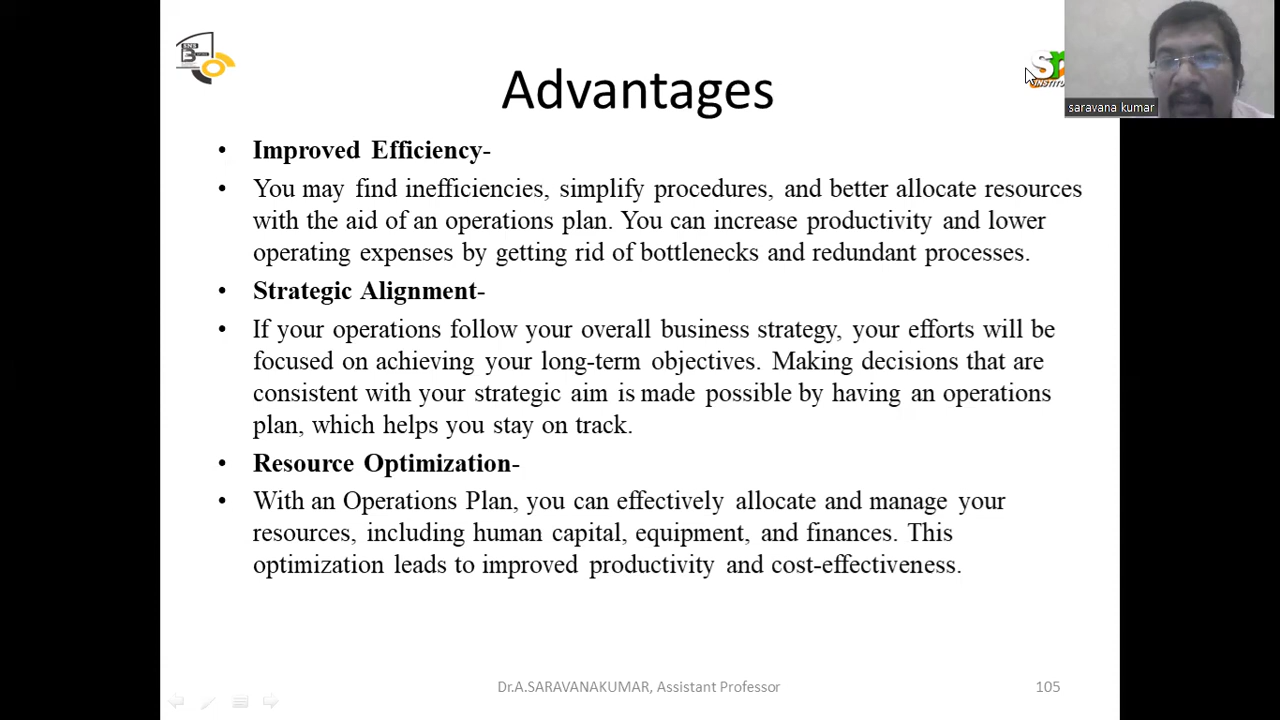 Advantages
saravana kumar
• Improved Efficiency-
• You may find inefficiencies, simplify procedures, and better allocate resources
with the aid of an operations plan. You can increase productivity and lower
operating expenses by getting rid of bottlenecks and redundant processes.
• Strategic Alignment-
• If your operations follow your overall business strategy, your efforts will be
focused on achieving your long-term objectives. Making decisions that are
consistent with your strategic aim is made possible by having an operations
plan, which helps you stay on track.
• Resource Optimization-
• With an Operations Plan, you can effectively allocate and manage your
resources, including human capital, equipment, and finances. This
optimization leads to improved productivity and cost-effectiveness.
Dr.A.SARAVANAKUMAR, Assistant Professor
105